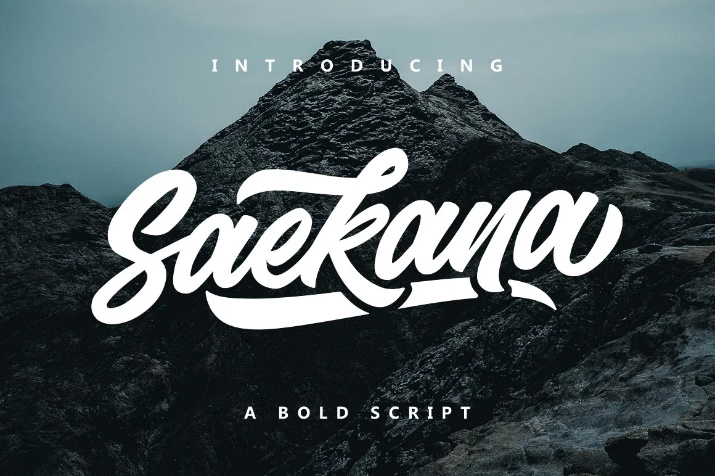 INTRODUCING
Saekana
A BOLD SCRIPT